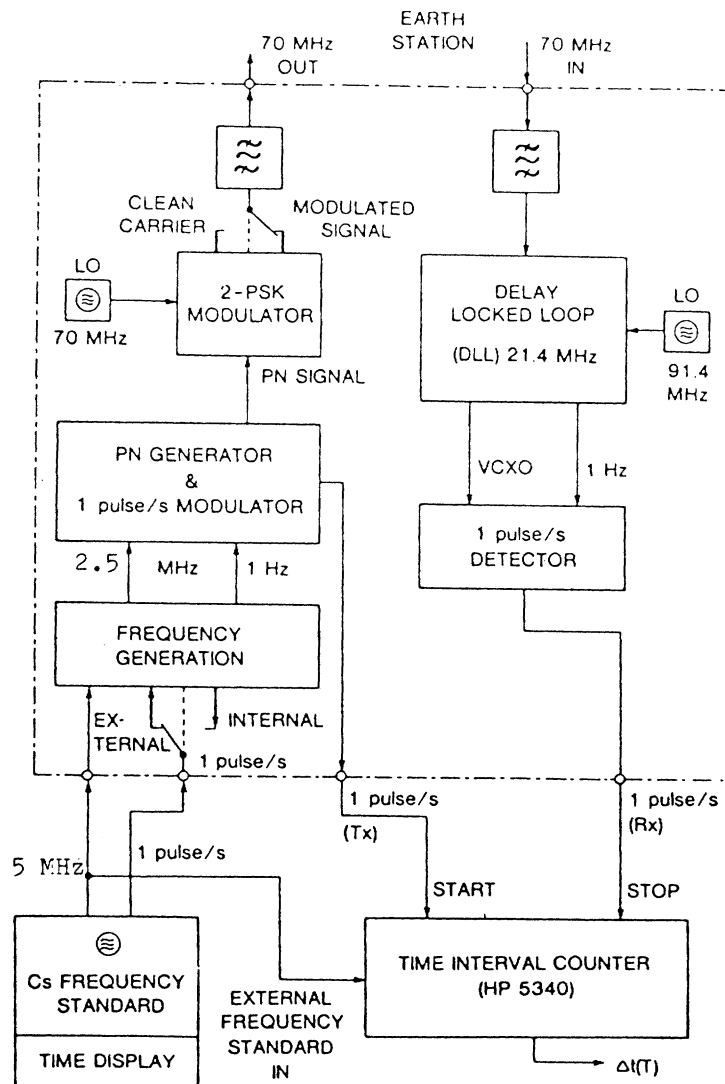 EARTH
STATION
70 MHz
OUT
70 MHz
IN
CLEAN
CARRIER
MODULATED
SIGNAL
LO
70 MHz
2-PSK
MODULATOR
DELAY
LOCKED LOOP
(DLL) 21.4 MHz
LO
91.4
MHz
PN SIGNAL
PN GENERATOR
&
1 pulse/s MODULATOR
VCXO
1 Hz
1 pulse/s
DETECTOR
2.5 MHz
1 Hz
FREQUENCY
GENERATION
EX-
TERNAL
INTERNAL
1 pulse/s
1 pulse/s
(Tx)
1 pulse/s
(Rx)
5 MHz
1 pulse/s
START
STOP
Cs FREQUENCY
STANDARD
TIME DISPLAY
EXTERNAL
FREQUENCY
STANDARD
IN
TIME INTERVAL COUNTER
(HP 5340)
Δt(T)